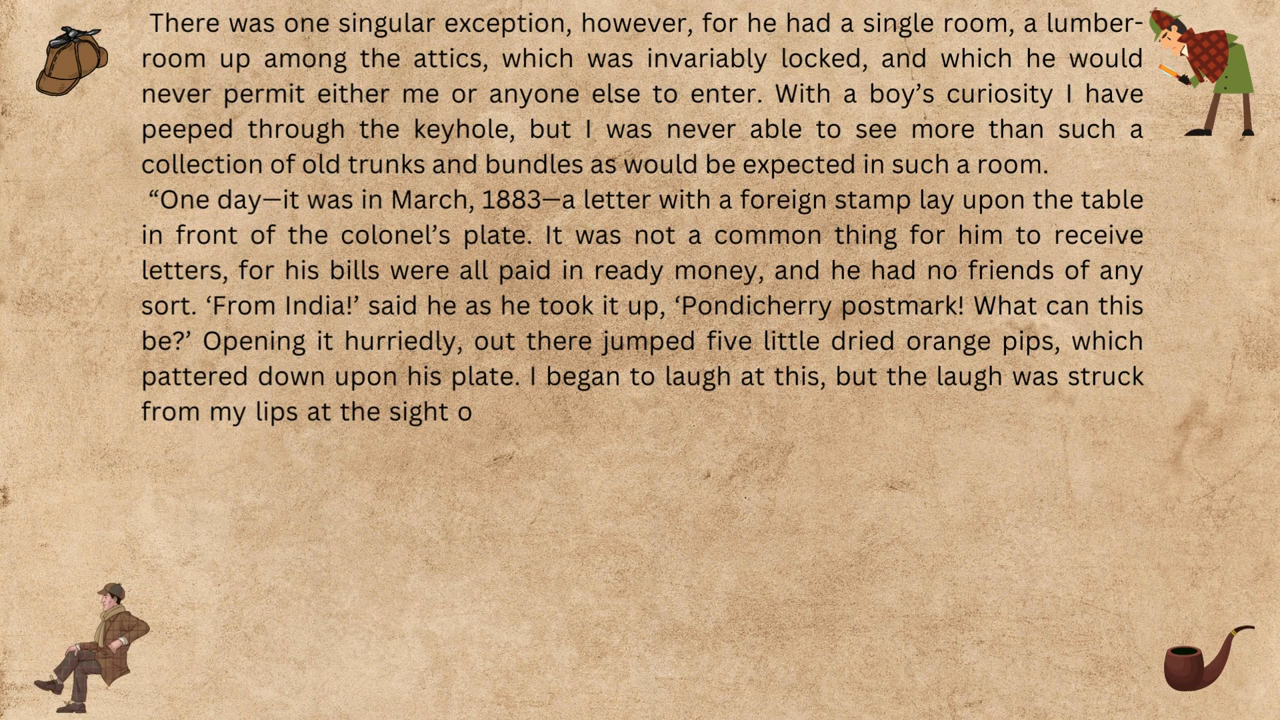 There was one singular exception, however, for he had a single room, a lumber-
room up among the attics, which was invariably locked, and which he would
never permit either me or anyone else to enter. With a boy’s curiosity I have
peeped through the keyhole, but I was never able to see more than such a
collection of old trunks and bundles as would be expected in such a room.
“One day—it was in March, 1883—a letter with a foreign stamp lay upon the table
in front of the colonel’s plate. It was not a common thing for him to receive
letters, for his bills were all paid in ready money, and he had no friends of any
sort. ‘From India!’ said he as he took it up, ‘Pondicherry postmark! What can this
be?’ Opening it hurriedly, out there jumped five little dried orange pips, which
pattered down upon his plate. I began to laugh at this, but the laugh was struck
from my lips at the sight o